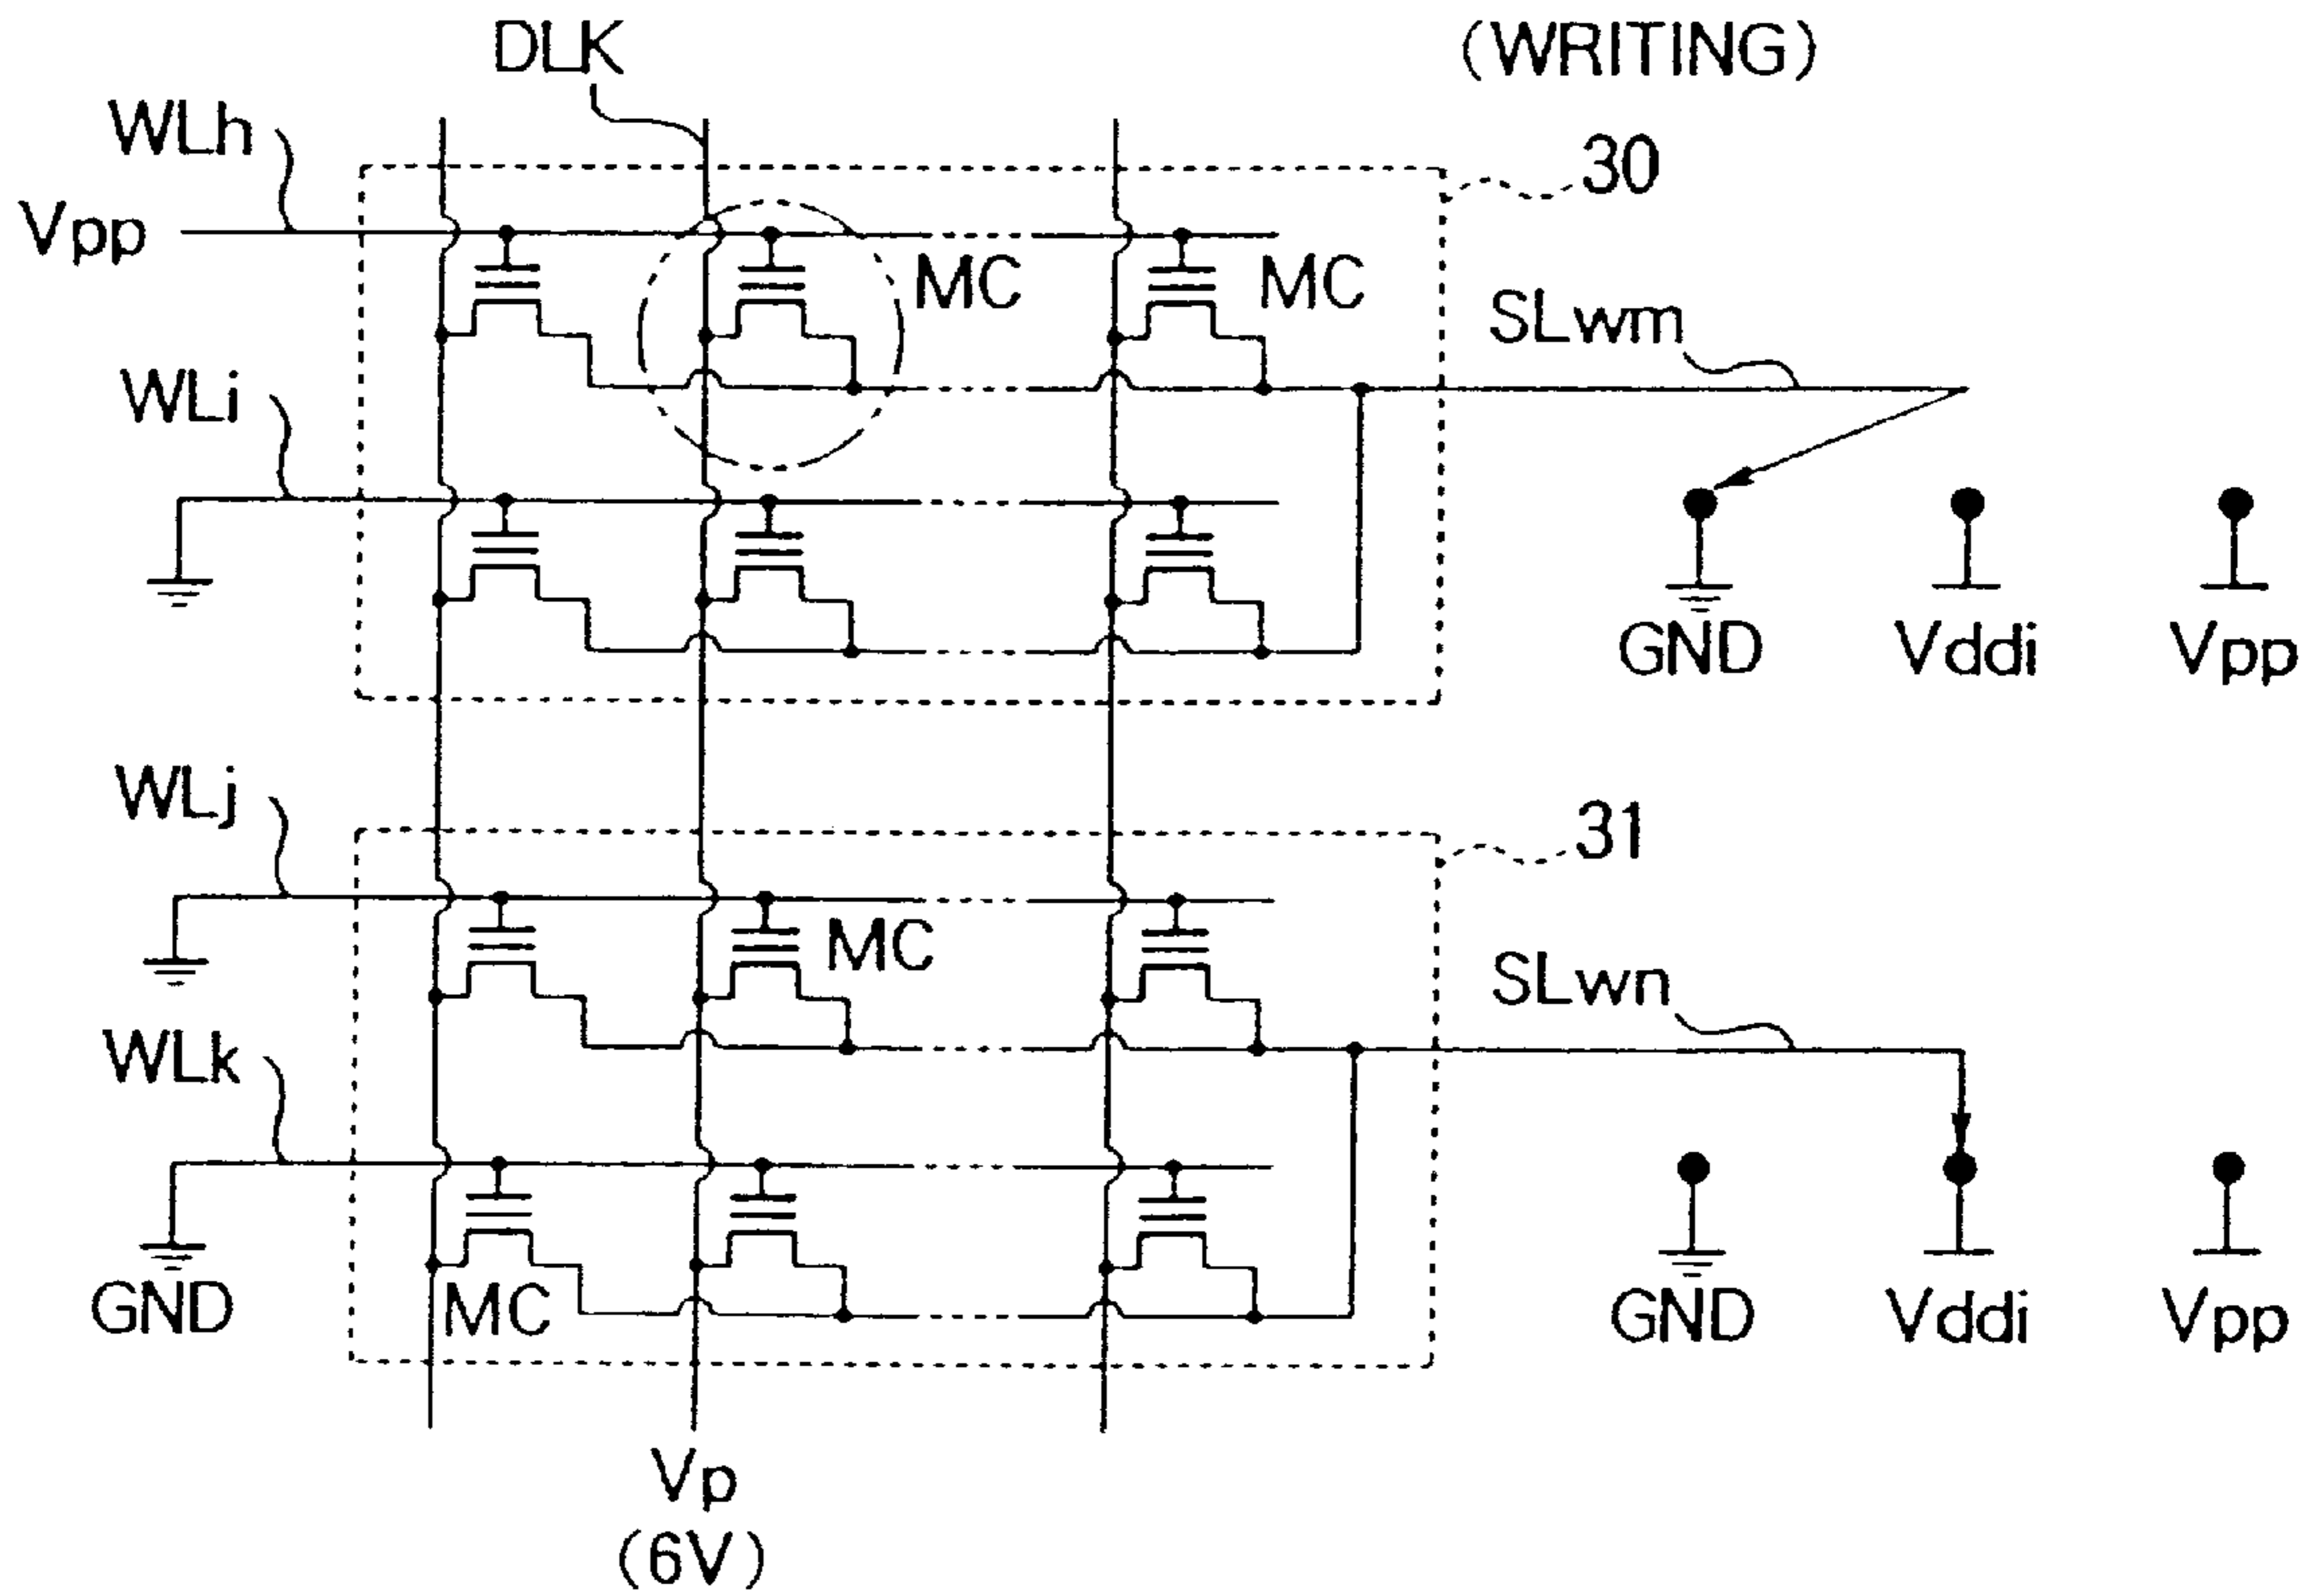 DLK
(WRITING)
WLh
30
Vpp
MC
MC
SLwm
WLi
GND
Vddi
Vpp
WLj
31
MC
SLwn
WLk
GND
MC
GND
Vddi
Vpp
Vp
(6V)